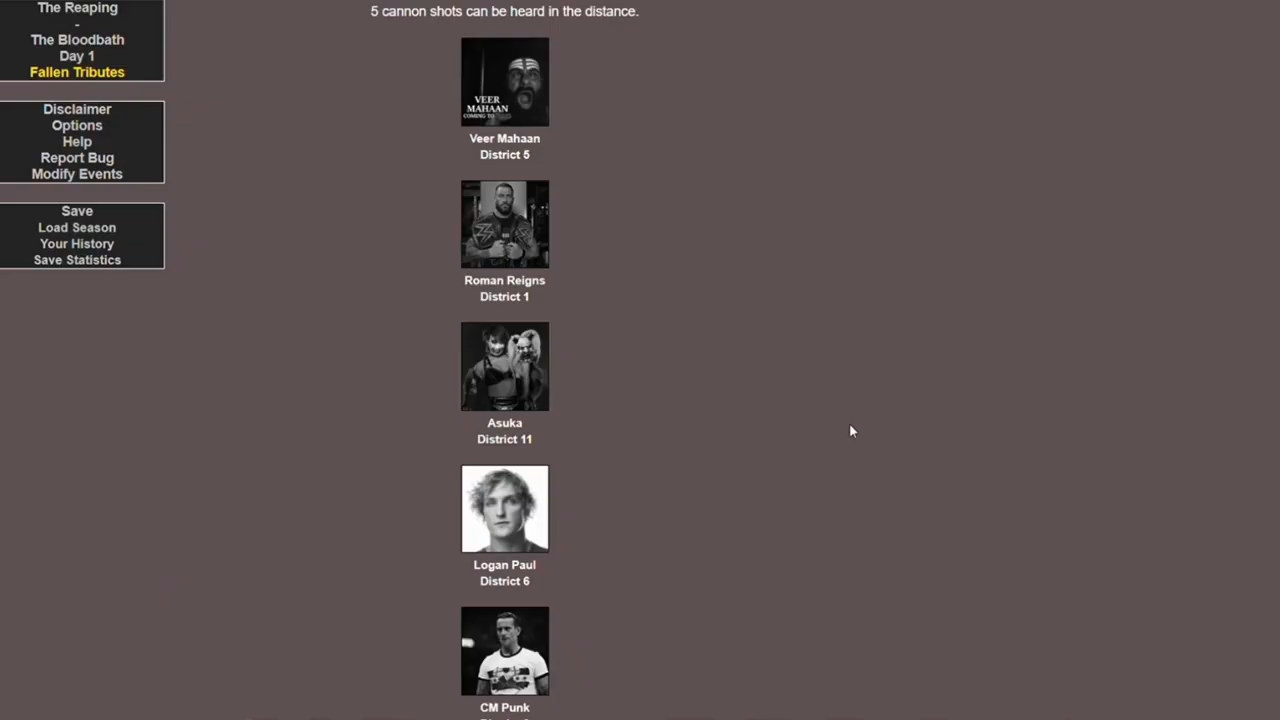 The Reaping
-
The Bloodbath
Day 1
Fallen Tributes
Disclaimer
Options
Help
Report Bug
Modify Events
Save
Load Season
Your History
Save Statistics
5 cannon shots can be heard in the distance.
VEER
MAHAAN
COMING TO
Veer Mahaan
District 5
Roman Reigns
District 1
Asuka
District 11
Logan Paul
District 6
CM Punk